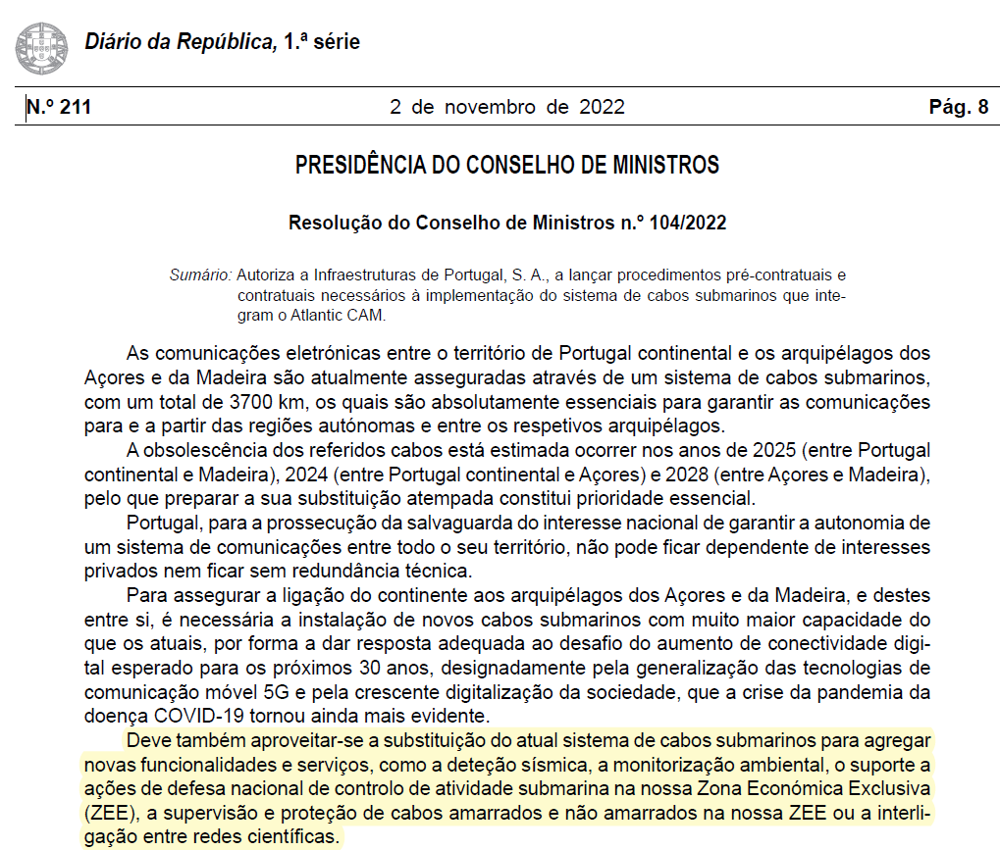 Diário da República, 1.ª série
N.º 211 2 de novembro de 2022 Pág. 8
PRESIDÊNCIA DO CONSELHO DE MINISTROS
Resolução do Conselho de Ministros n.º 104/2022
Sumário: Autoriza a Infraestruturas de Portugal, S. A., a lançar procedimentos pré-contratuais e
contratuais necessários à implementação do sistema de cabos submarinos que inte-
gram o Atlantic CAM.
As comunicações eletrónicas entre o território de Portugal continental e os arquipélagos dos
Açores e da Madeira são atualmente asseguradas através de um sistema de cabos submarinos,
com um total de 3700 km, os quais são absolutamente essenciais para garantir as comunicações
para e a partir das regiões autónomas e entre os respetivos arquipélagos.
A obsolescência dos referidos cabos está estimada ocorrer nos anos de 2025 (entre Portugal
continental e Madeira), 2024 (entre Portugal continental e Açores) e 2028 (entre Açores e Madeira),
pelo que preparar a sua substituição atempada constitui prioridade essencial.
Portugal, para a prossecução da salvaguarda do interesse nacional de garantir a autonomia de
um sistema de comunicações entre todo o seu território, não pode ficar dependente de interesses
privados nem ficar sem redundância técnica.
Para assegurar a ligação do continente aos arquipélagos dos Açores e da Madeira, e destes
entre si, é necessária a instalação de novos cabos submarinos com muito maior capacidade do
que os atuais, por forma a dar resposta adequada ao desafio do aumento de conectividade digi-
tal esperado para os próximos 30 anos, designadamente pela generalização das tecnologias de
comunicação móvel 5G e pela crescente digitalização da sociedade, que a crise da pandemia da
doença COVID-19 tornou ainda mais evidente.
Deve também aproveitar-se a substituição do atual sistema de cabos submarinos para agregar
novas funcionalidades e serviços, como a deteção sísmica, a monitorização ambiental, o suporte a
ações de defesa nacional de controlo de atividade submarina na nossa Zona Económica Exclusiva
(ZEE), a supervisão e proteção de cabos amarrados e não amarrados na nossa ZEE ou a interli-
gação entre redes científicas.